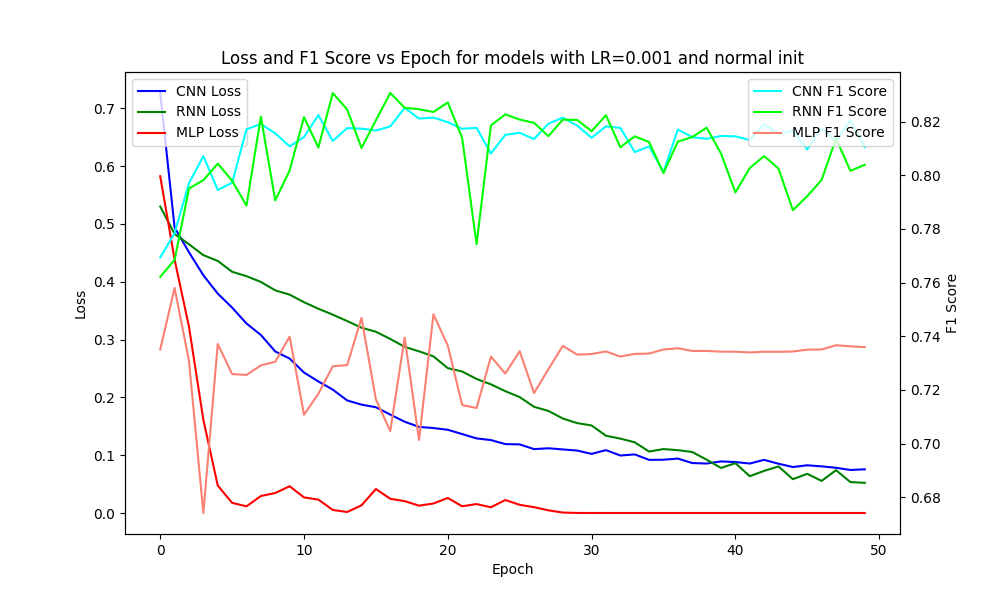 Loss and F1 Score vs Epoch for models with LR=0.001 and normal init
CNN Loss
RNN Loss
MLP Loss
CNN F1 Score
RNN F1 Score
MLP F1 Score
0.7
0.6
0.5
0.4
0.3
0.2
0.1
0.0
Loss
0.82
0.80
0.78
0.76
0.74
0.72
0.70
0.68
F1 Score
0
10
20
30
40
50
Epoch